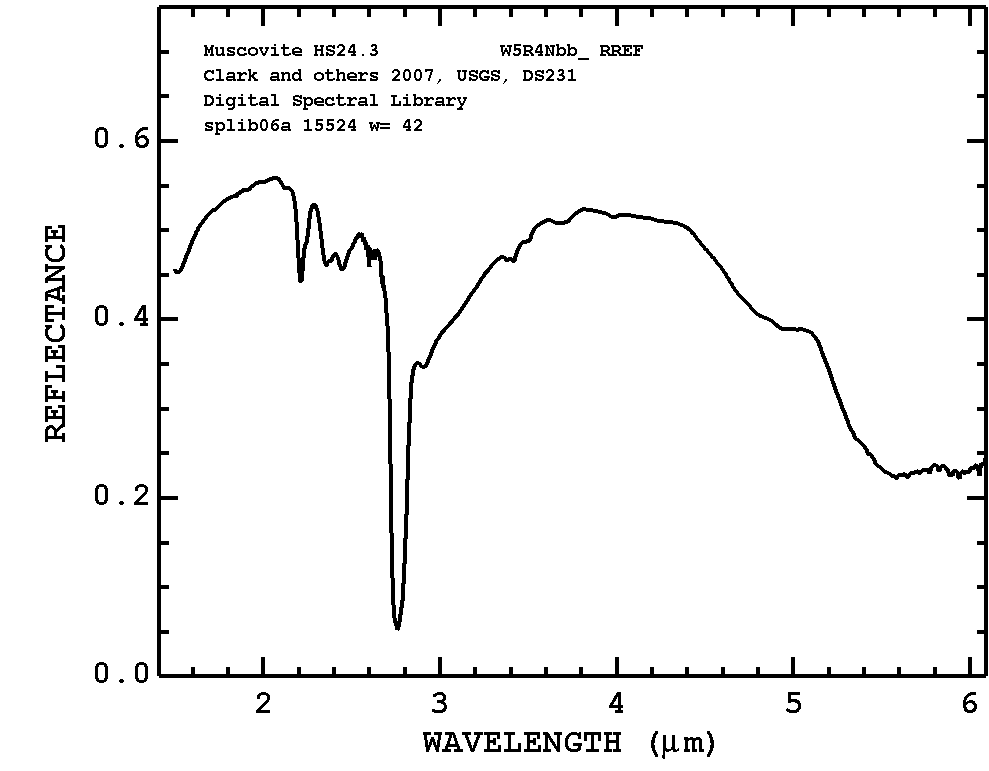 Muscovite HS24.3 W5R4Nbb_ RREF
Clark and others 2007, USGS, DS231
Digital Spectral Library
splib06a 15524 w= 42
0.6
0.4
0.2
0.0
REFLECTANCE
2 3 4 5 6
WAVELENGTH (μm)